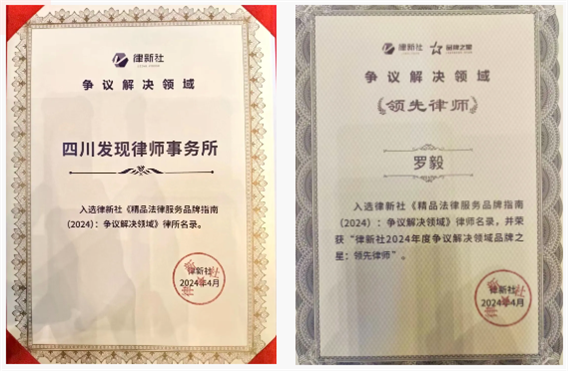 律新社
争议解决领域
四川发现律师事务所
入选律新社《精品法律服务品牌指南
(2024)：争议解决领域》律所名录。
律新社
2024年4月
律新社
品牌之星
争议解决领域
领先律师
罗毅
入选律新社《精品法律服务品牌指南
(2024)：争议解决领域》律师名录，并荣
获“律新社2024年度争议解决领域品牌之
星：领先律师”。
律新社
2024年4月